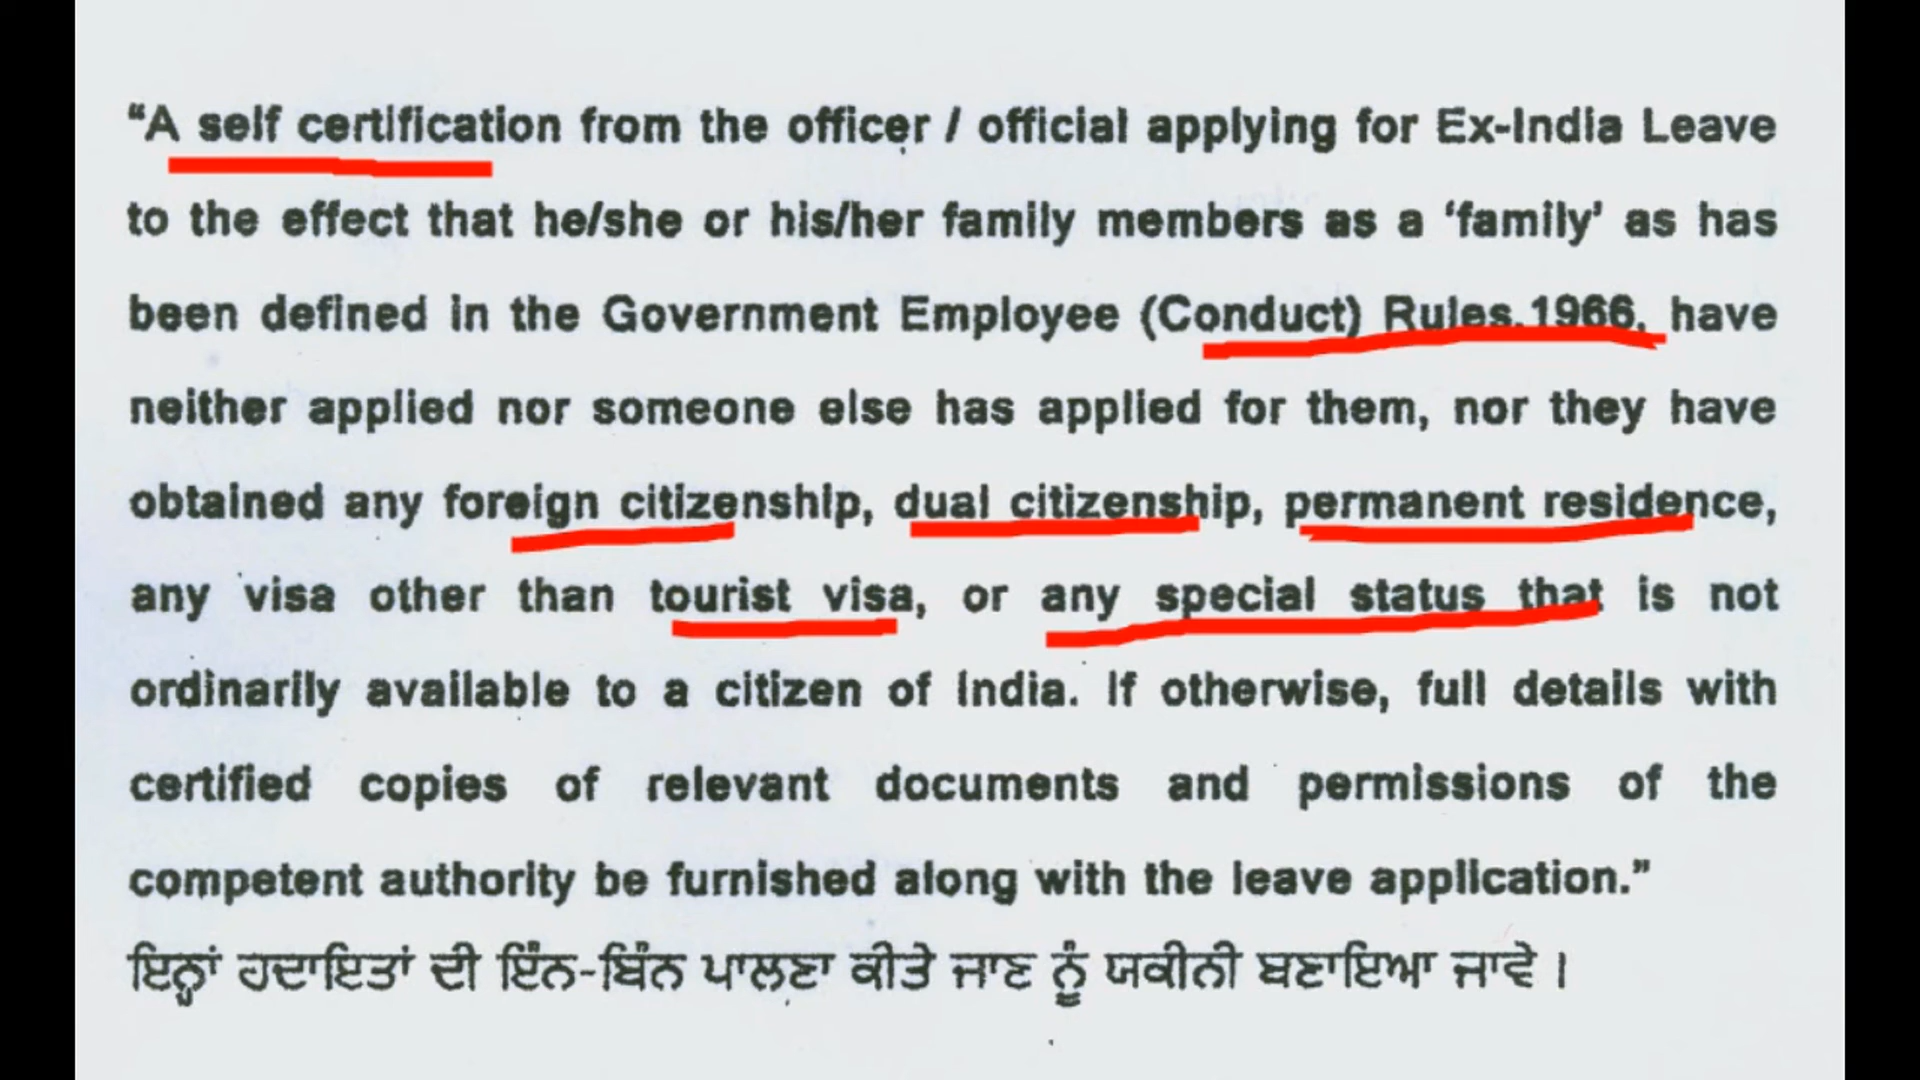 “A self certification from the officer / official applying for Ex-India Leave
to the effect that he/she or his/her family members as a ‘family’ as has
been defined in the Government Employee (Conduct) Rules,1966, have
neither applied nor someone else has applied for them, nor they have
obtained any foreign citizenship, dual citizenship, permanent residence,
any visa other than tourist visa, or any special status that is not
ordinarily available to a citizen of India. If otherwise, full details with
certified copies of relevant documents and permissions of the
competent authority be furnished along with the leave application.”
ਇਨ੍ਹਾਂ ਹਦਾਇਤਾਂ ਦੀ ਇੰਨ-ਬਿੰਨ ਪਾਲਣਾ ਕੀਤੇ ਜਾਣ ਨੂੰ ਯਕੀਨੀ ਬਣਾਇਆ ਜਾਵੇ ।